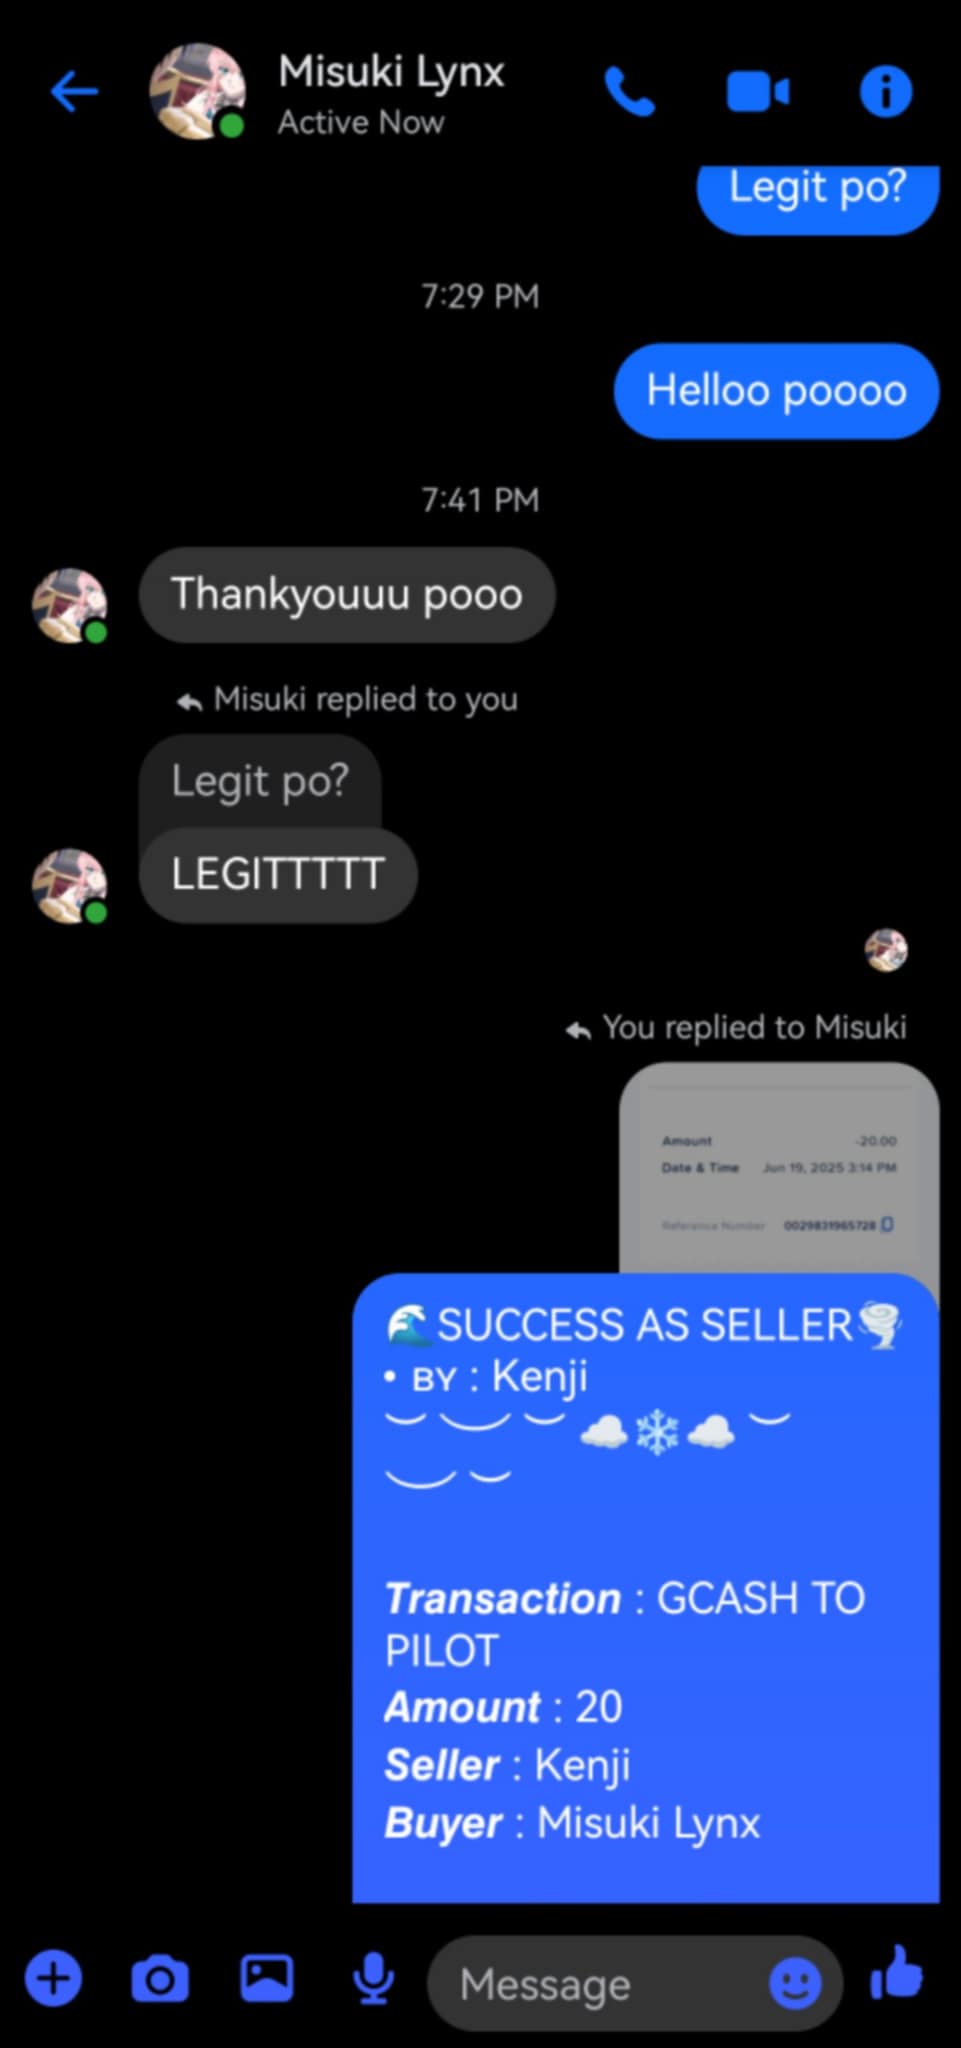 Misuki Lynx
Active Now
Legit po?
7:29 PM
Helloo poooo
7:41 PM
Thankyouuu pooo
Misuki replied to you
Legit po?
LEGITTTTT
You replied to Misuki
Amount -20.00
Date & Time Jun 19, 2025 3:14 PM
Reference Number 0029831965728
🌊SUCCESS AS SELLER🌪️
• ʙʏ : Kenji
︶ ͜ ︶ ☁️❄️☁️ ︶
͜ ︶
Transaction : GCASH TO
PILOT
Amount : 20
Seller : Kenji
Buyer : Misuki Lynx
Message